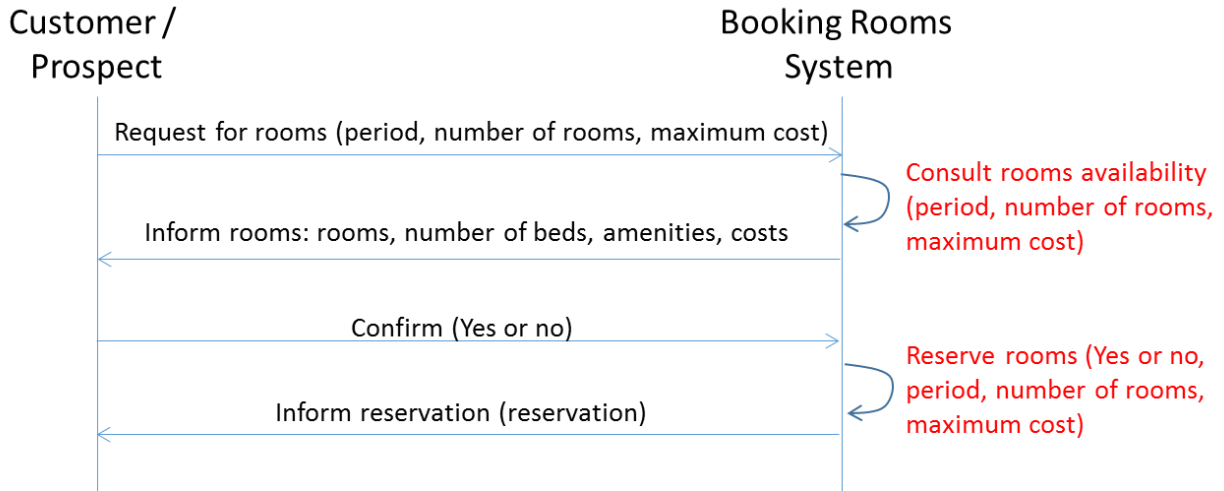 Customer /
Prospect
Booking Rooms
System
Request for rooms (period, number of rooms, maximum cost)
Consult rooms availability
(period, number of rooms,
maximum cost)
Inform rooms: rooms, number of beds, amenities, costs
Confirm (Yes or no)
Reserve rooms (Yes or no,
period, number of rooms,
maximum cost)
Inform reservation (reservation)